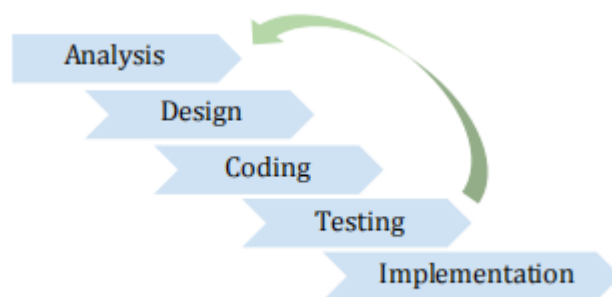 Analysis
Design
Coding
Testing
Implementation